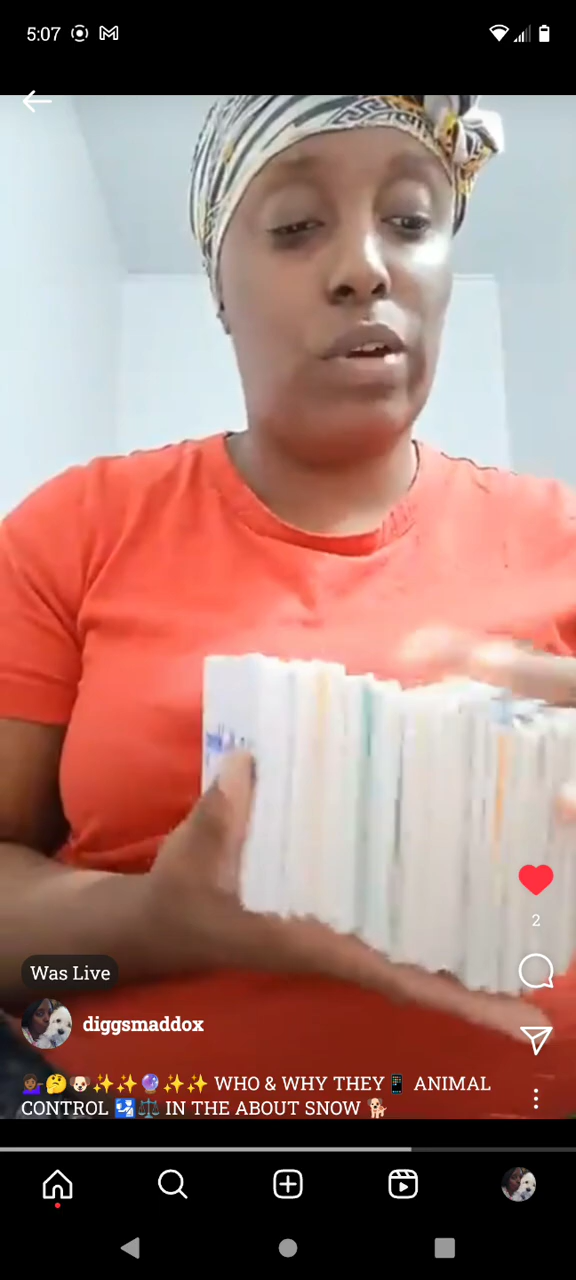 5:07
Was Live
diggsmaddox
2
💁🏾‍♀️🤔🐶✨✨🔮✨✨ WHO & WHY THEY📱 ANIMAL
CONTROL 🛂⚖️ IN THE ABOUT SNOW 🐕